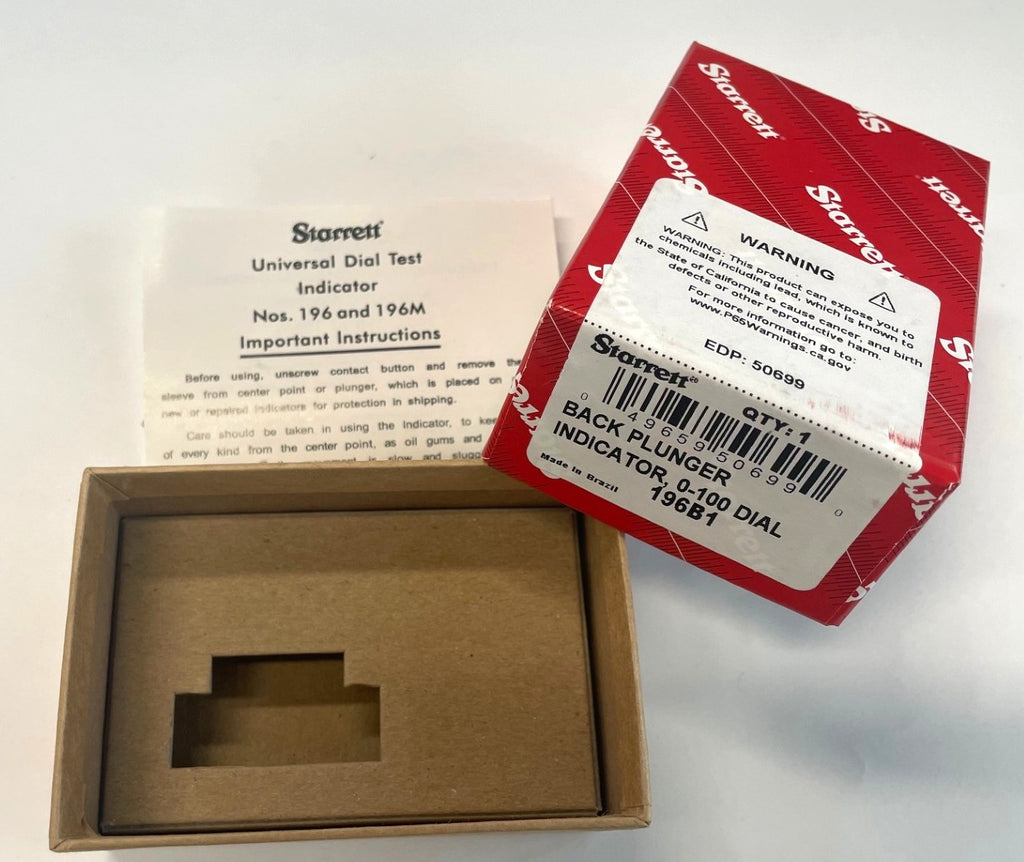 Starrett
Universal Dial Test
Indicator
Nos. 196 and 196M
Important Instructions
Before using, unscrew contact button and remove the
sleeve from center point or plunger, which is placed on
new or repaired indicators for protection in shipping.
Care should be taken in using the Indicator, to keep
of every kind from the center point, as oil gums and
is slow and
Starrett
Starrett
Starrett
WARNING
WARNING: This product can expose you to
chemicals including lead, which is known to
the State of California to cause cancer, and birth
defects or other reproductive harm.
For more information go to:
www.P65Warnings.ca.gov
EDP: 50699
Starrett®
QTY: 1
0 49659 50699 0
BACK PLUNGER
INDICATOR, 0-100 DIAL
196B1
Made in Brazil